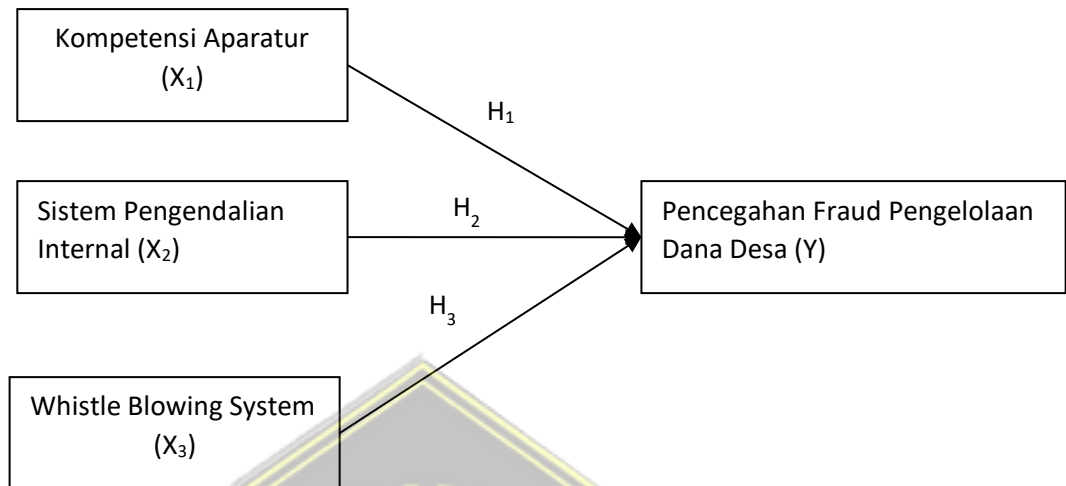 Kompetensi Aparatur
(X₁)
H₁
Sistem Pengendalian
Internal (X₂)
H₂
Pencegahan Fraud Pengelolaan
Dana Desa (Y)
H₃
Whistle Blowing System
(X₃)